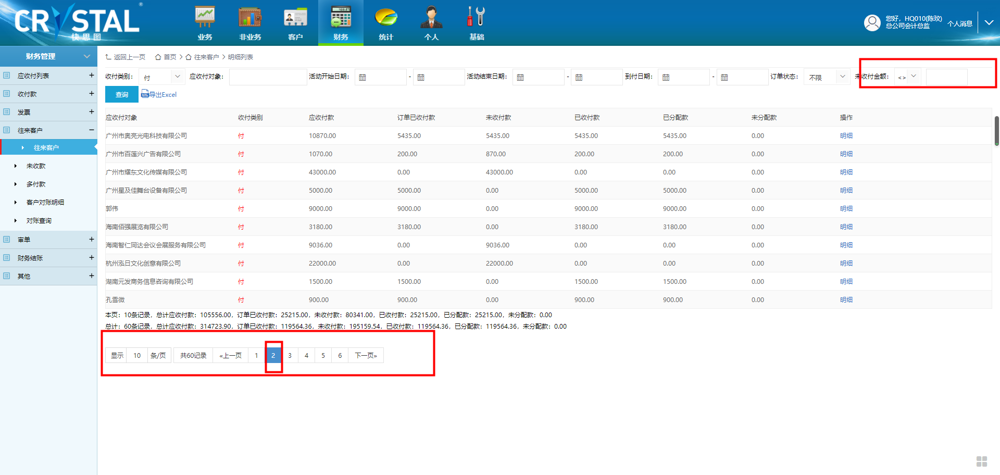 CRYSTAL®
快思图
业务 非业务 客户 财务 统计 个人 基础
您好，HQ010(陈玟)
总公司会计总监
个人消息
财务管理
应收付列表 +
收付款 +
发票 +
往来客户 −
往来客户
未收款
多付款
客户对账明细
对账查询
审单 +
财务结账 +
其他 +
返回上一页 首页 > 往来客户 > 明细列表
收付类别： 付 应收付对象： 活动开始日期： - 活动结束日期： - 到付日期： - 订单状态： 不限 未收付金额： <>
查询 导出Excel
应收付对象 收付类别 应收付款 订单已收付款 未收付款 已收付款 已分配款 未分配款 操作
广州市奥亮光电科技有限公司 付 10870.00 5435.00 5435.00 5435.00 5435.00 0.00 明细
广州市百莲兴广告有限公司 付 1070.00 200.00 870.00 200.00 200.00 0.00 明细
广州市耀东文化传媒有限公司 付 43000.00 0.00 43000.00 0.00 0.00 0.00 明细
广州星及佳舞台设备有限公司 付 5000.00 5000.00 0.00 5000.00 5000.00 0.00 明细
郭伟 付 9000.00 9000.00 0.00 9000.00 9000.00 0.00 明细
海南佰强展览有限公司 付 3180.00 3180.00 0.00 3180.00 3180.00 0.00 明细
海南智仁同达会议会展服务有限公司 付 9036.00 0.00 9036.00 0.00 0.00 0.00 明细
杭州泓日文化创意有限公司 付 22000.00 0.00 22000.00 0.00 0.00 0.00 明细
湖南元发商务信息咨询有限公司 付 1500.00 1500.00 0.00 1500.00 1500.00 0.00 明细
孔雪微 付 900.00 900.00 0.00 900.00 900.00 0.00 明细
本页：10条记录，总计应收付款：105556.00，订单已收付款：25215.00，未收付款：80341.00，已收付款：25215.00，已分配款：25215.00，未分配款：0.00
总计：60条记录，总计应收付款：314723.90，订单已收付款：119564.36，未收付款：195159.54，已收付款：119564.36，已分配款：119564.36，未分配款：0.00
显示 10 条/页 共60记录 «上一页 1 2 3 4 5 6 下一页»